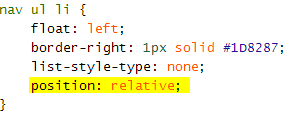 nav ul li {
float: left;
border-right: 1px solid #1D8287;
list-style-type: none;
position: relative;
}